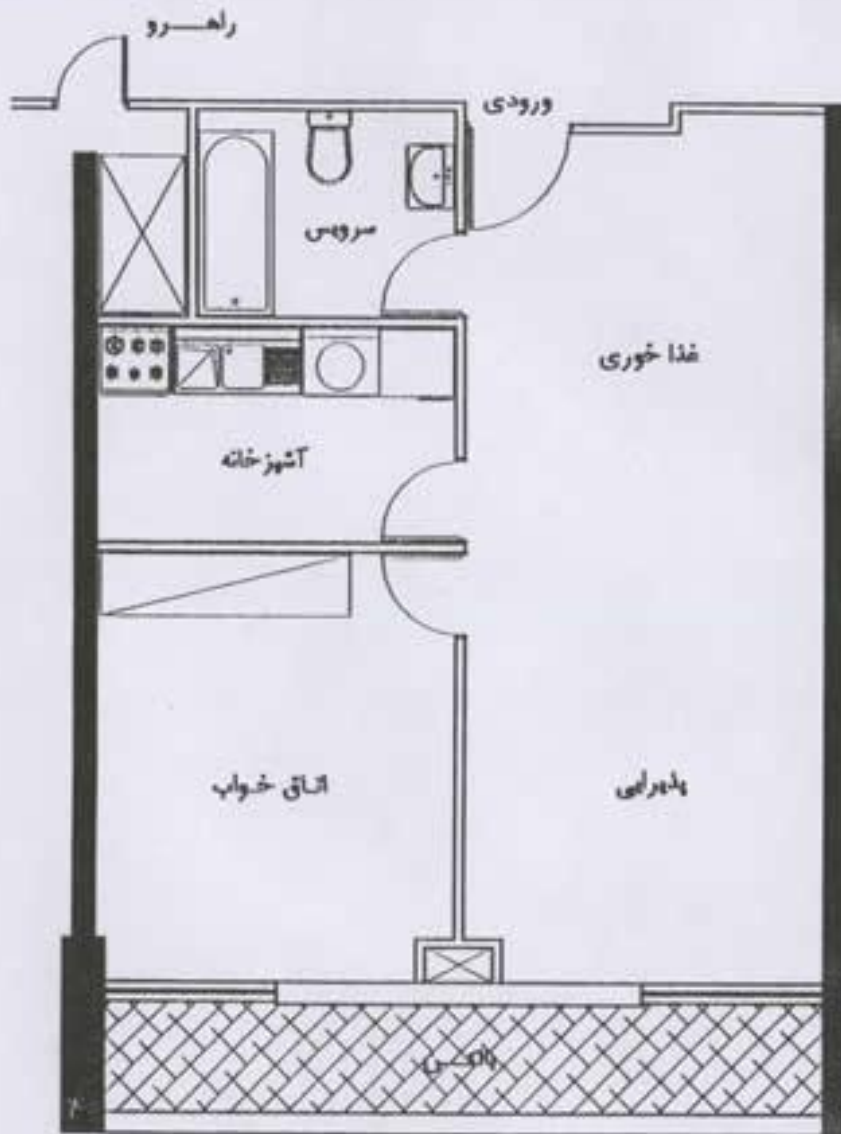 راهرو
ورودی
سرویس
غذا خوری
آشپزخانه
اتاق خواب
پذیرایی
بالکن